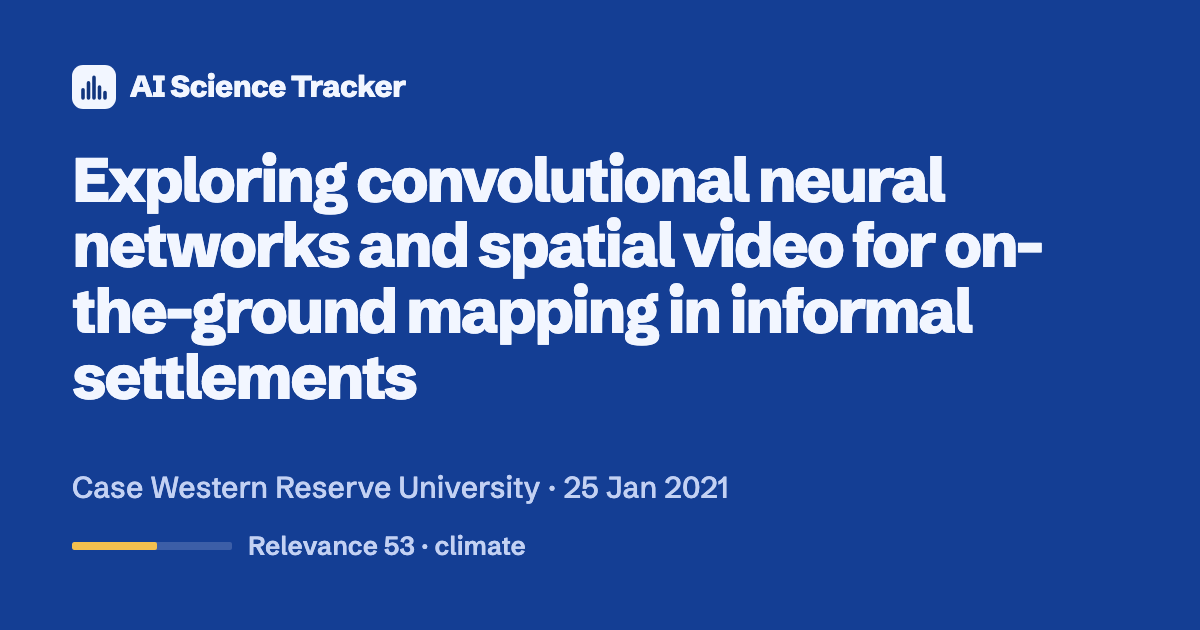 AI Science Tracker
Exploring convolutional neural
networks and spatial video for on-
the-ground mapping in informal
settlements
Case Western Reserve University · 25 Jan 2021
Relevance 53 · climate